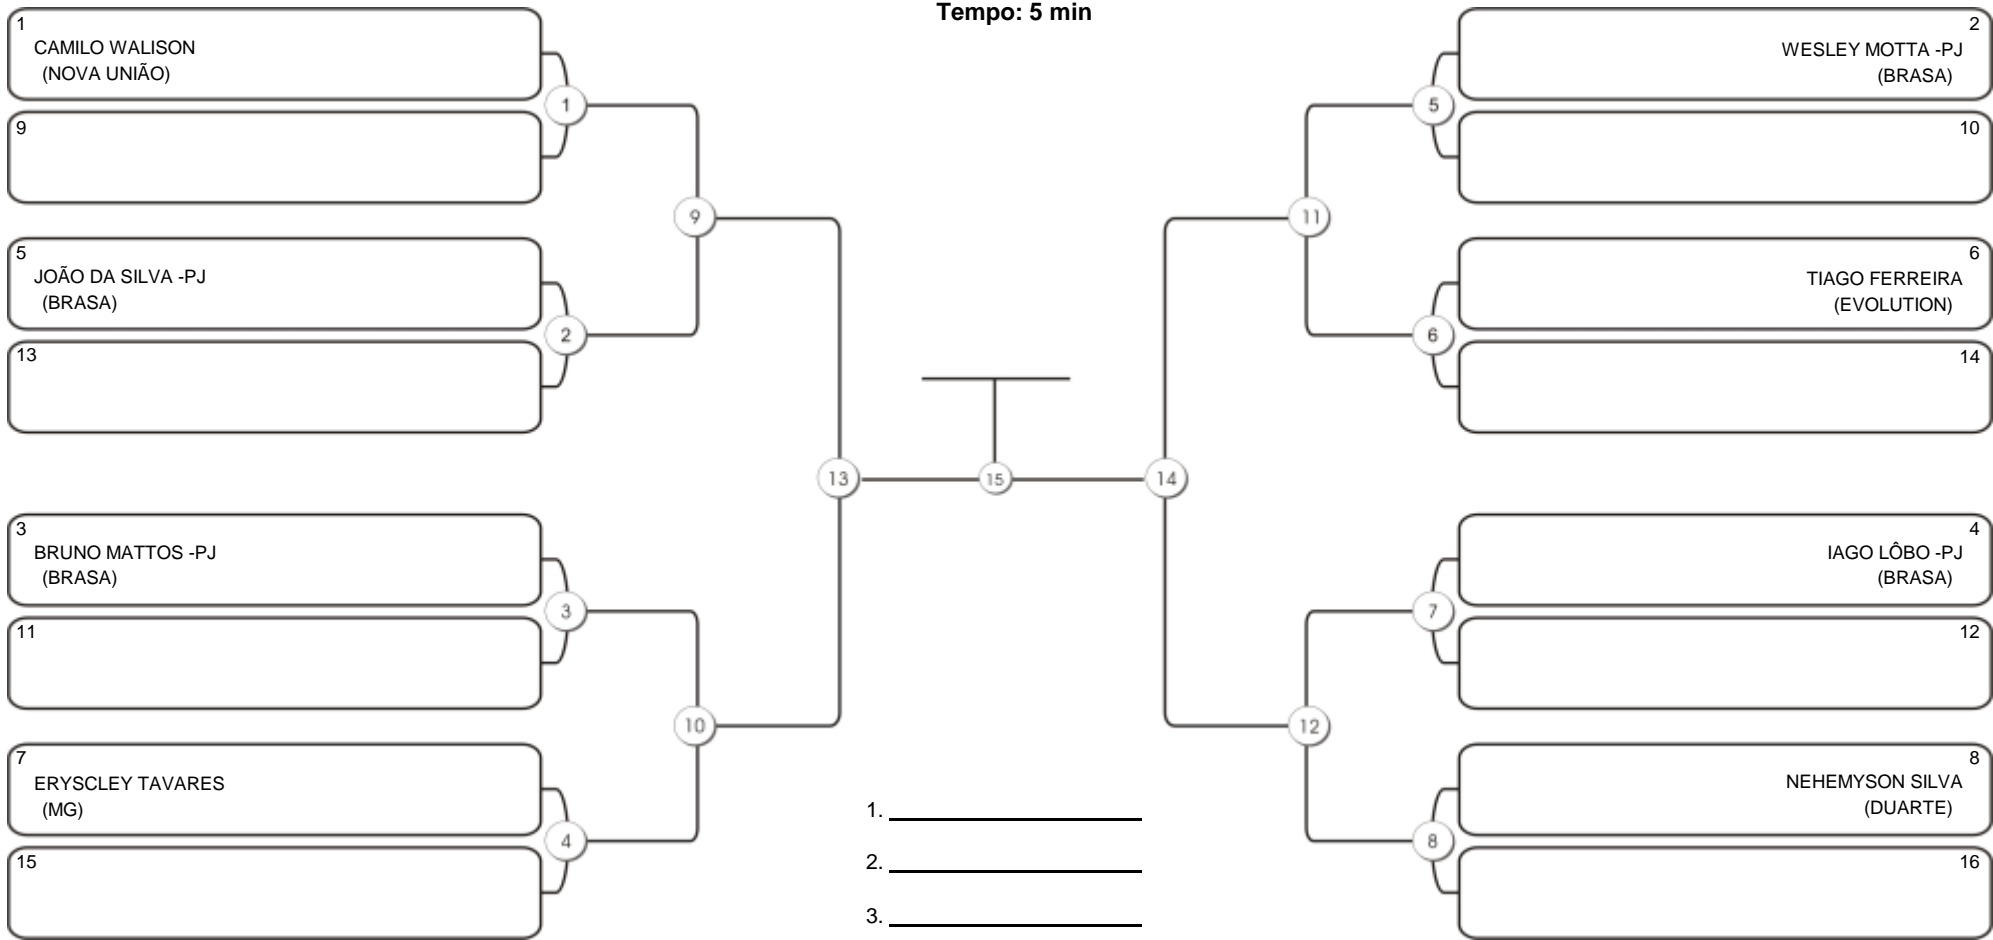 Tempo: 5 min
1
CAMILO WALISON
(NOVA UNIÃO)
1
9
5
JOÃO DA SILVA -PJ
(BRASA)
2
13
9
3
BRUNO MATTOS -PJ
(BRASA)
3
11
7
ERYSCLEY TAVARES
(MG)
4
15
10
13
15
14
1.
2.
3.
2
WESLEY MOTTA -PJ
(BRASA)
5
10
6
TIAGO FERREIRA
(EVOLUTION)
6
14
11
4
IAGO LÔBO -PJ
(BRASA)
7
12
8
NEHEMYSON SILVA
(DUARTE)
8
16
12